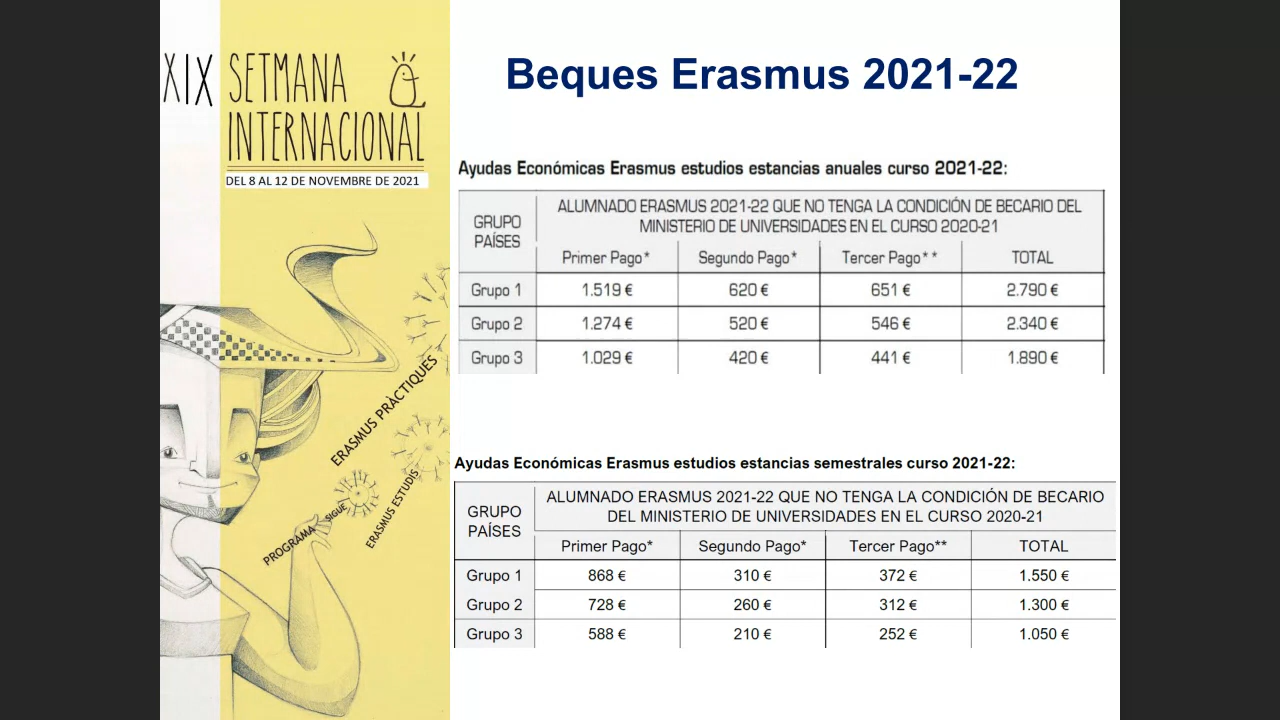 XIX SETMANA
INTERNACIONAL
DEL 8 AL 12 DE NOVEMBRE DE 2021
ERASMUS PRÀCTIQUES
ERASMUS ESTUDIS
PROGRAMA SIGUE
Beques Erasmus 2021-22
Ayudas Económicas Erasmus estudios estancias anuales curso 2021-22:
GRUPO PAÍSES
ALUMNADO ERASMUS 2021-22 QUE NO TENGA LA CONDICIÓN DE BECARIO DEL
MINISTERIO DE UNIVERSIDADES EN EL CURSO 2020-21
Primer Pago* Segundo Pago* Tercer Pago** TOTAL
Grupo 1 1.519 € 620 € 651 € 2.790 €
Grupo 2 1.274 € 520 € 546 € 2.340 €
Grupo 3 1.029 € 420 € 441 € 1.890 €
Ayudas Económicas Erasmus estudios estancias semestrales curso 2021-22:
GRUPO PAÍSES
ALUMNADO ERASMUS 2021-22 QUE NO TENGA LA CONDICIÓN DE BECARIO
DEL MINISTERIO DE UNIVERSIDADES EN EL CURSO 2020-21
Primer Pago* Segundo Pago* Tercer Pago** TOTAL
Grupo 1 868 € 310 € 372 € 1.550 €
Grupo 2 728 € 260 € 312 € 1.300 €
Grupo 3 588 € 210 € 252 € 1.050 €